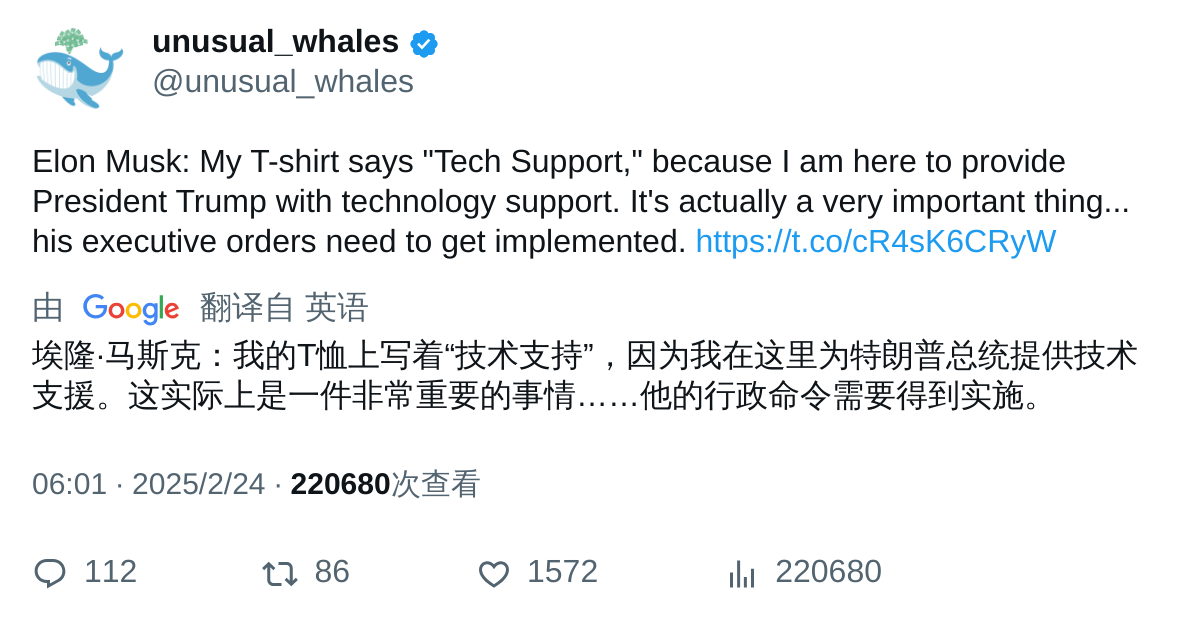 unusual_whales
@unusual_whales
Elon Musk: My T-shirt says "Tech Support," because I am here to provide
President Trump with technology support. It's actually a very important thing...
his executive orders need to get implemented. https://t.co/cR4sK6CRyW
由 Google 翻译自 英语
埃隆·马斯克：我的T恤上写着“技术支持”，因为我在这里为特朗普总统提供技术
支援。这实际上是一件非常重要的事情……他的行政命令需要得到实施。
06:01 · 2025/2/24 · 220680次查看
112 86 1572 220680